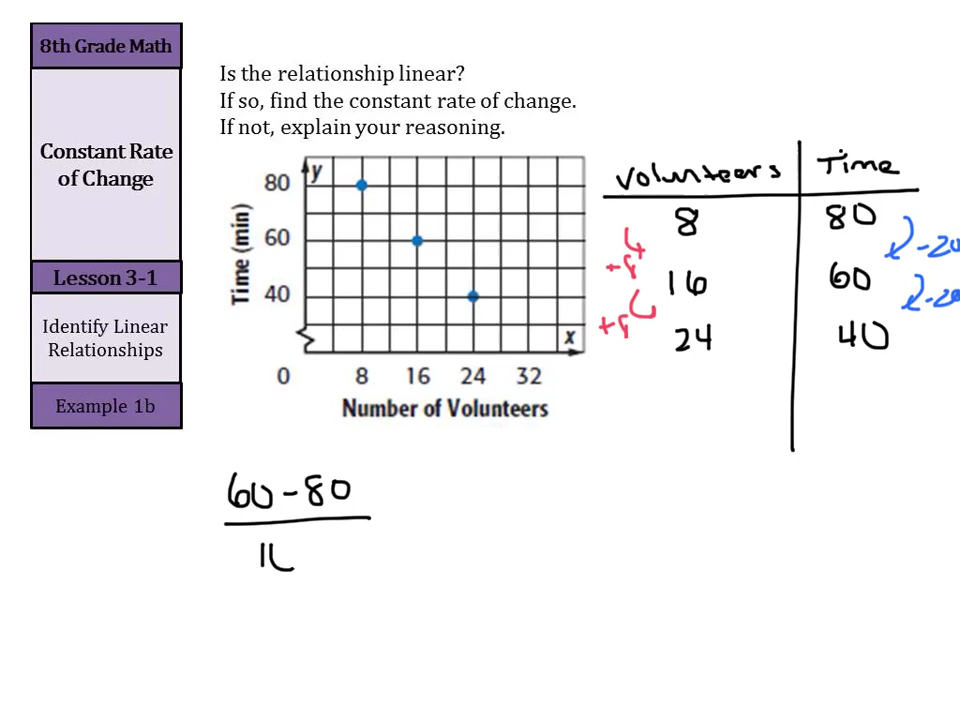 8th Grade Math
Constant Rate
of Change
Lesson 3-1
Identify Linear
Relationships
Example 1b
Is the relationship linear?
If so, find the constant rate of change.
If not, explain your reasoning.
y
80
60
40
Time (min)
x
0 8 16 24 32
Number of Volunteers
Volunteers Time
8 80
+8 -20
16 60
+8 -20
24 40
60-80